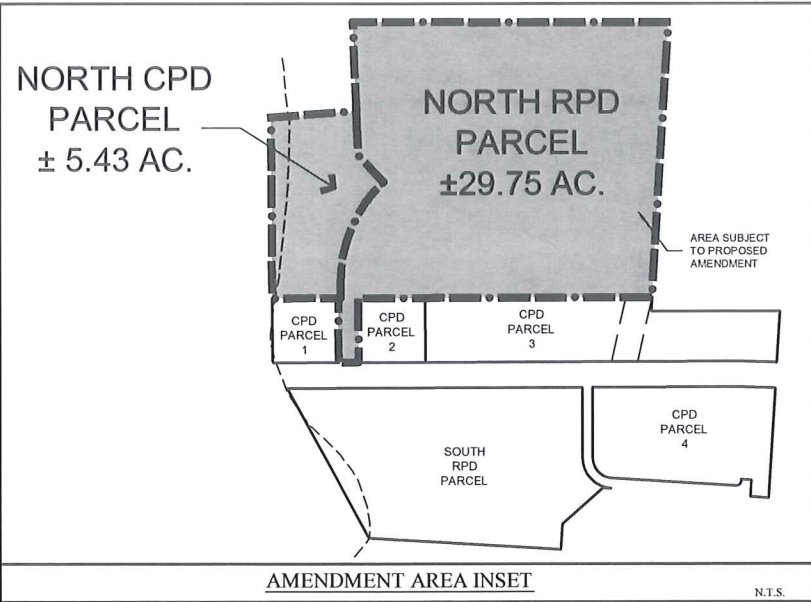 NORTH CPD
PARCEL
± 5.43 AC.
NORTH RPD
PARCEL
±29.75 AC.
AREA SUBJECT
TO PROPOSED
AMENDMENT
CPD
PARCEL
1
CPD
PARCEL
2
CPD
PARCEL
3
SOUTH
RPD
PARCEL
CPD
PARCEL
4
AMENDMENT AREA INSET
N.T.S.